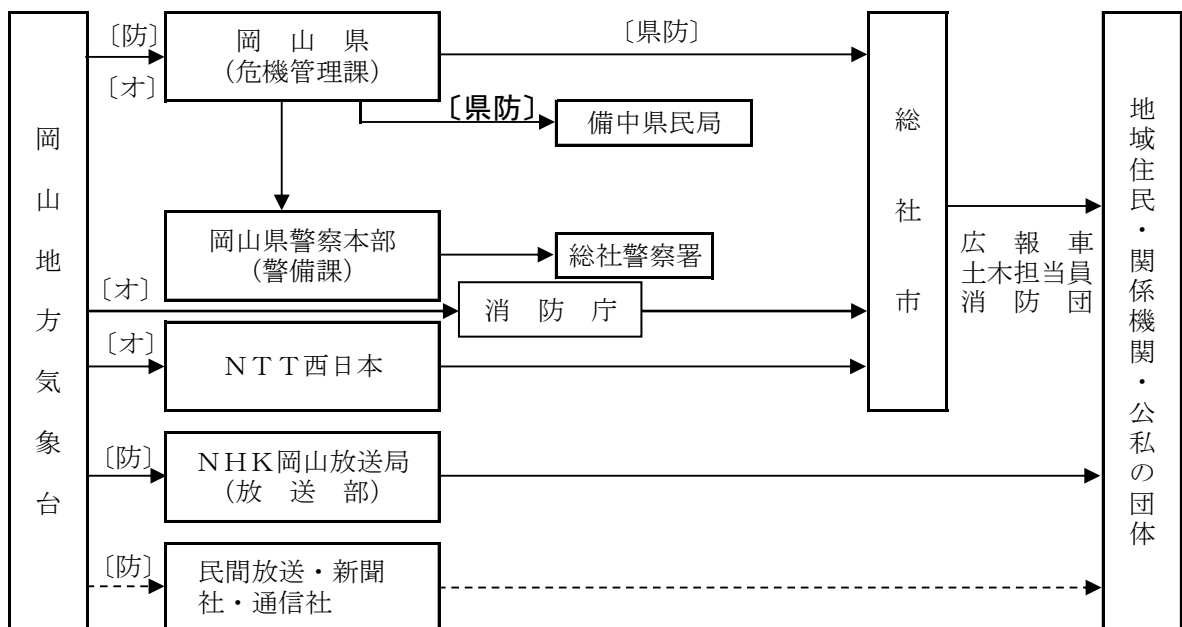 岡山地方気象台
〔防〕
〔オ〕
岡 山 県
(危機管理課)
〔県防〕
〔県防〕
備中県民局
岡山県警察本部
(警備課)
総社警察署
〔オ〕
消 防 庁
〔オ〕
ＮＴＴ西日本
総社市
広 報 車
土木担当員
消 防 団
〔防〕
ＮＨＫ岡山放送局
(放 送 部)
〔防〕
民間放送・新聞
社・通信社
地域住民・関係機関・公私の団体